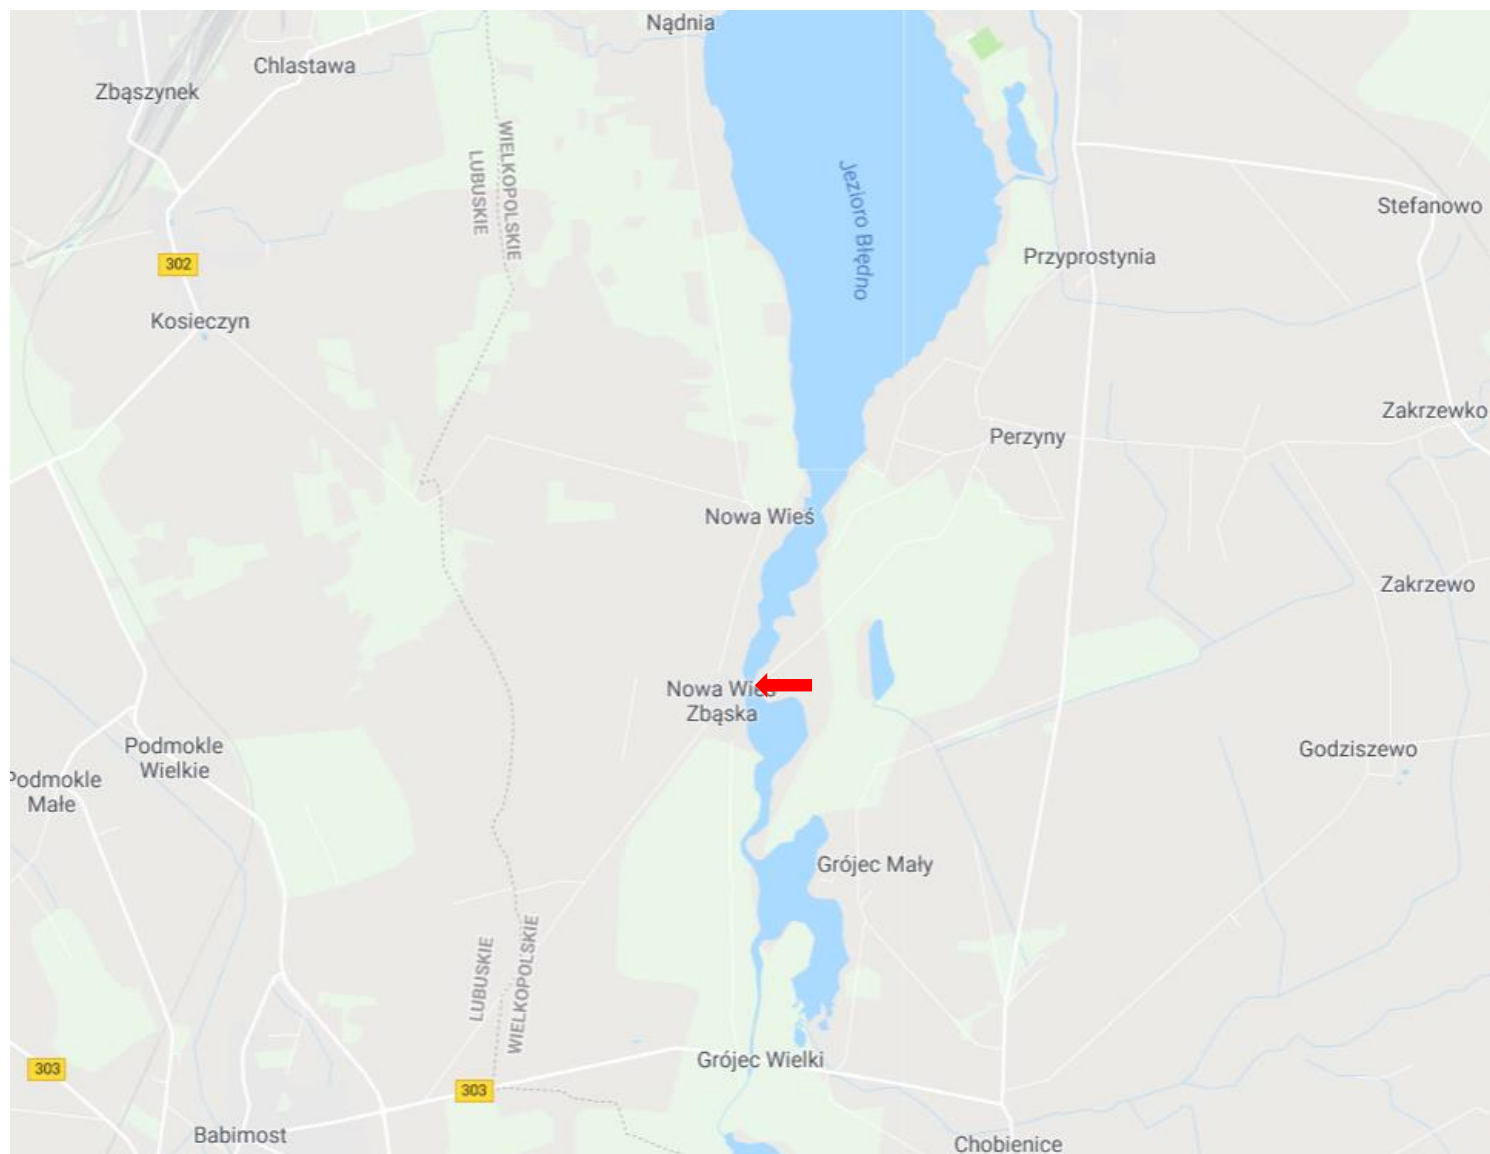 Nądnia
Chlastawa
Zbąszynek
WIELKOPOLSKIE
LUBUSKIE
Jezioro Błędno
Stefanowo
Przyprostynia
302
Kosieczyn
Zakrzewko
Perzyny
Nowa Wieś
Zakrzewo
Nowa Wieś
Zbąska
Podmokle
Wielkie
Godziszewo
Podmokle
Małe
Grójec Mały
LUBUSKIE
WIELKOPOLSKIE
Grójec Wielki
303
303
Babimost
Chobienice